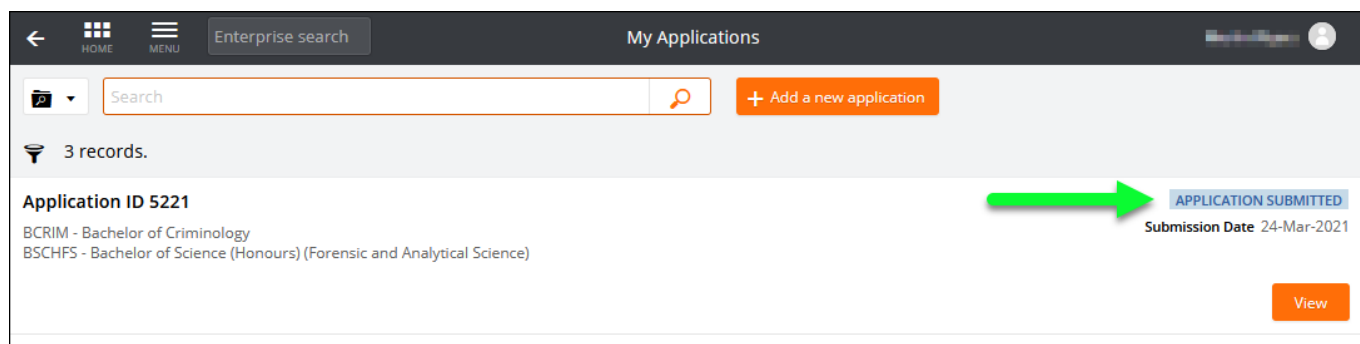 HOME
MENU
Enterprise search
My Applications
Search
+ Add a new application
3 records.
Application ID 5221
APPLICATION SUBMITTED
BCRIM - Bachelor of Criminology
Submission Date 24-Mar-2021
BSCHFS - Bachelor of Science (Honours) (Forensic and Analytical Science)
View